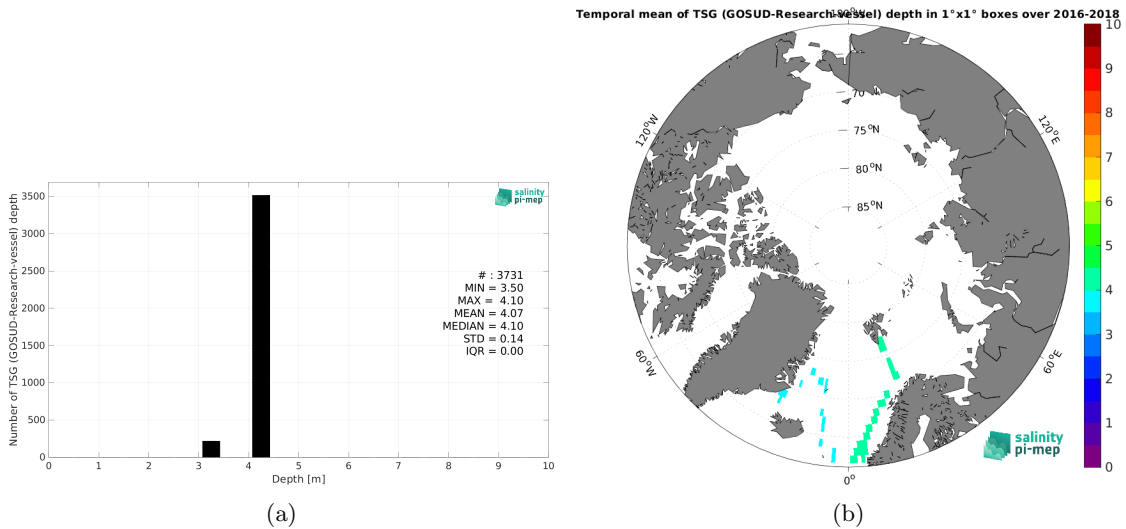 Temporal mean of TSG (GOSUD-Research-vessel) depth in 1°x1° boxes over 2016-2018
180°W
Number of TSG (GOSUD-Research-vessel) depth
3500
3000
2500
2000
1500
1000
500
0
0 1 2 3 4 5 6 7 8 9 10
Depth [m]
salinity
pi-mep
# : 3731
MIN = 3.50
MAX = 4.10
MEAN = 4.07
MEDIAN = 4.10
STD = 0.14
IQR = 0.00
(a)
120°W
120°E
70
75°N
80°N
85°N
60°W
60°E
0°
10
9
8
7
6
5
4
3
2
1
0
salinity
pi-mep
(b)